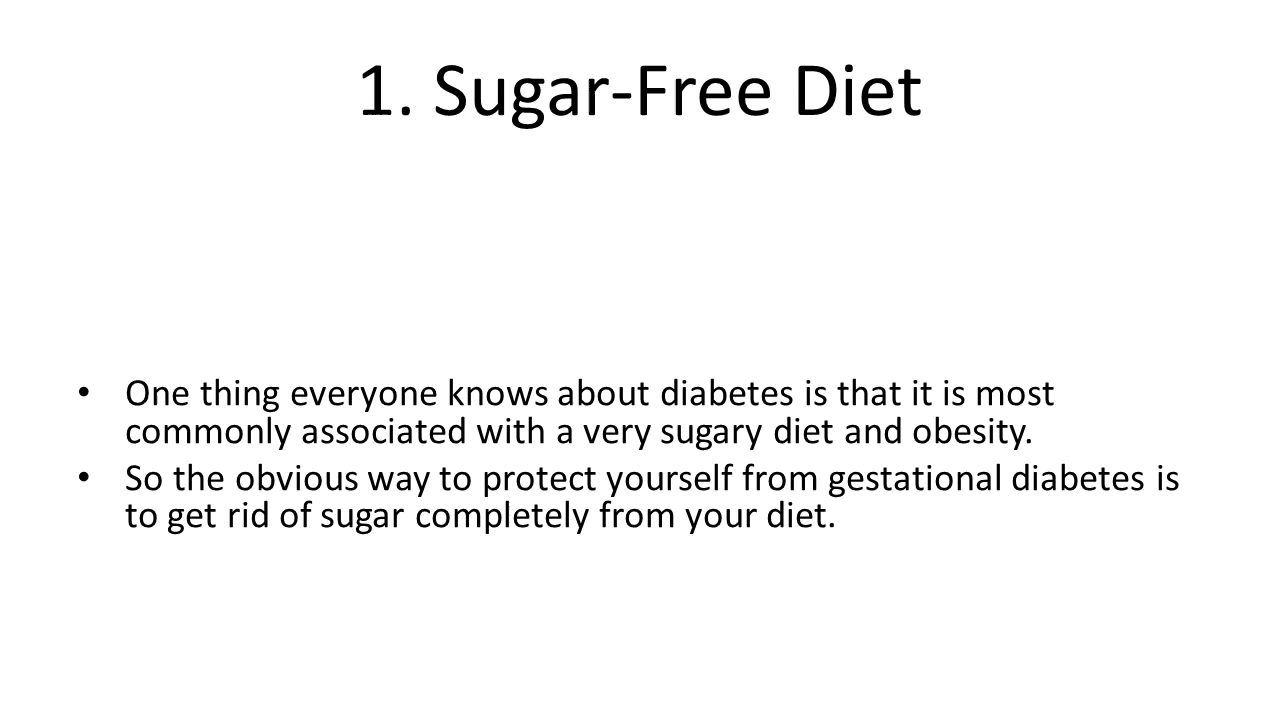 1. Sugar-Free Diet
• One thing everyone knows about diabetes is that it is most
commonly associated with a very sugary diet and obesity.
• So the obvious way to protect yourself from gestational diabetes is
to get rid of sugar completely from your diet.